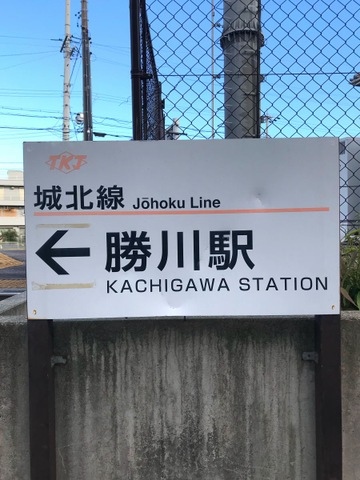 TKJ
城北線 Jōhoku Line
← 勝川駅
KACHIGAWA STATION